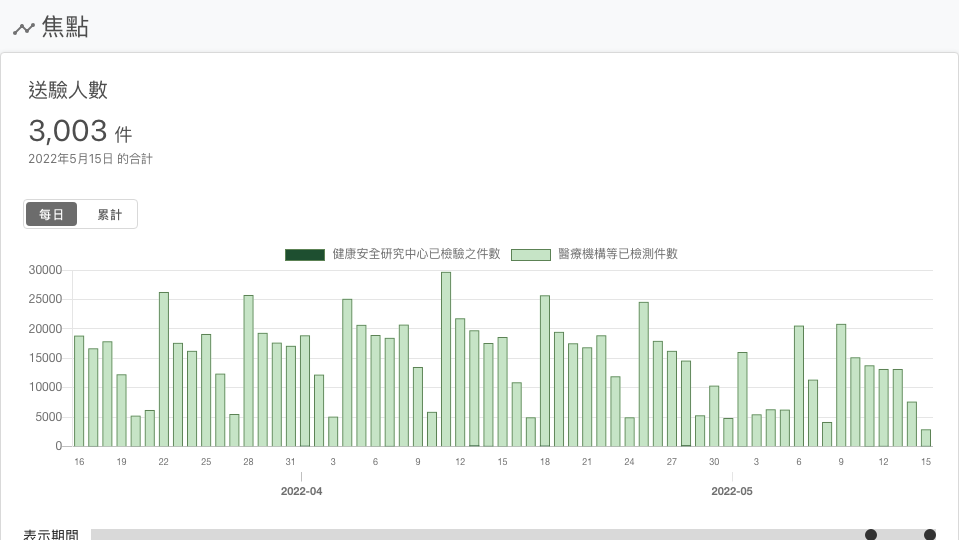 焦點
送驗人數
3,003 件
2022年5月15日 的合計
每日 累計
健康安全研究中心已檢驗之件數 醫療機構等已檢測件數
30000
25000
20000
15000
10000
5000
0
16 19 22 25 28 31 3 6 9 12 15 18 21 24 27 30 3 6 9 12 15
2022-04 2022-05
表示期間